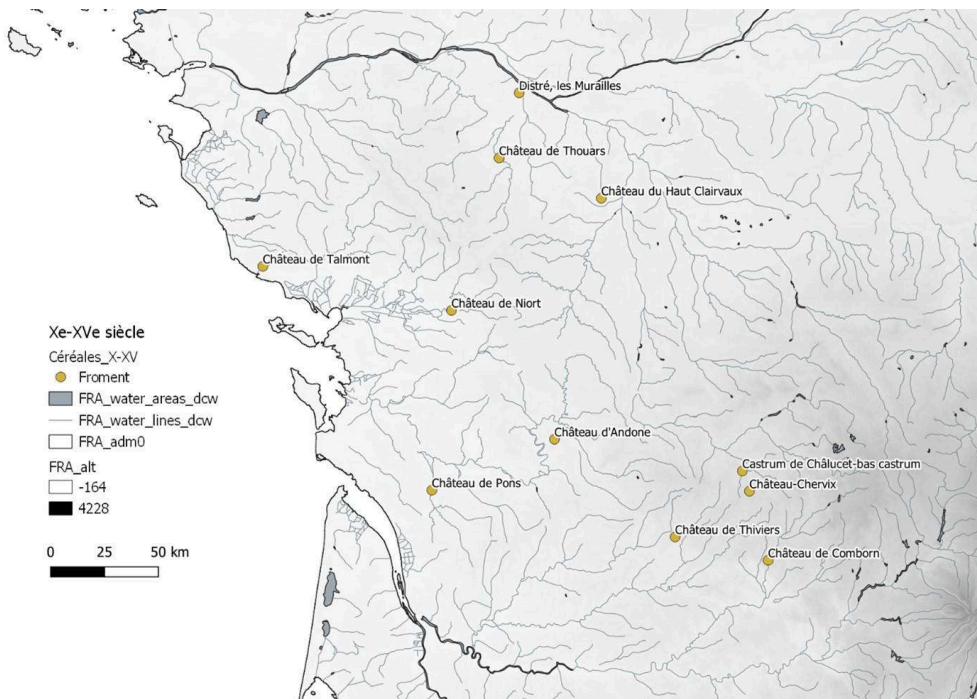 Distré, les Murailles
Château de Thouars
Château du Haut Clairvaux
Château de Talmont
Château de Niort
Xe-XVe siècle
Céréales_X-XV
Froment
FRA_water_areas_dcw
FRA_water_lines_dcw
FRA_adm0
FRA_alt
-164
4228
0 25 50 km
Château d'Andone
Castrum de Châlucet-bas castrum
Château de Pons
Château-Chervix
Château de Thiviers
Château de Comborn